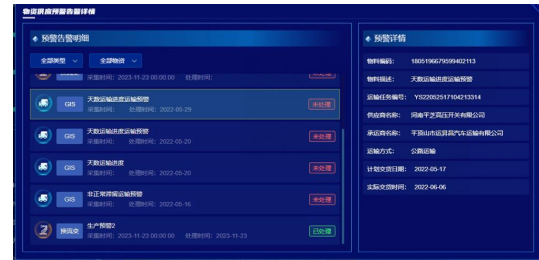 物资供应预警告警详情
预警告警明细
全部类型
全部物资
采集时间: 2023-11-23 00:00:00 处理时间:
GIS
天数运输进度运输预警
采集时间: 处理时间: 2022-05-29
未处理
GIS
天数运输进度运输预警
采集时间: 处理时间: 2022-05-20
未处理
GIS
天数运输进度
采集时间: 处理时间: 2022-05-20
未处理
GIS
非正常滞留运输预警
采集时间: 处理时间: 2022-05-16
未处理
生产预警2
采集时间: 2023-11-23 00:00:00 处理时间: 2023-11-23
已处理
预警详情
物料编码: 1805196679599402113
物料描述: 天数运输进度运输预警
运输任务编号: YS22052517104213314
供应商名称: 河南平芝高压开关有限公司
承运商名称: 平顶山市运昌汽车运输有限公司
运输方式: 公路运输
计划交货日期: 2022-05-17
实际交货时间: 2022-06-06